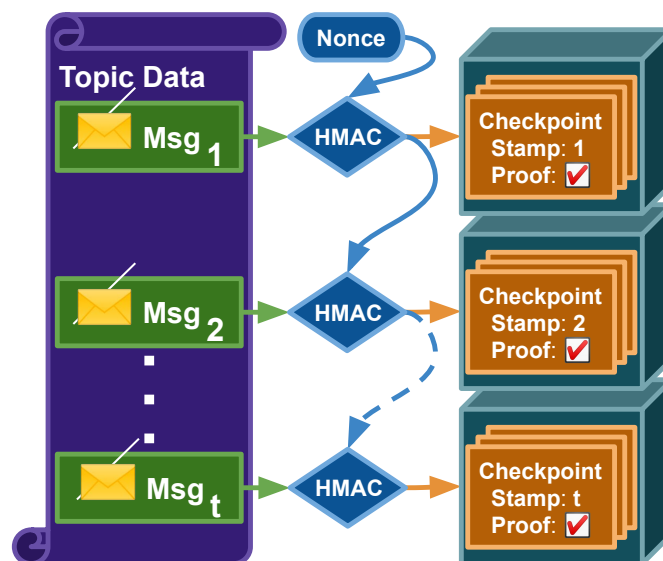 Nonce
Topic Data
Msg 1
HMAC
Checkpoint
Stamp: 1
Proof:
Msg 2
HMAC
Checkpoint
Stamp: 2
Proof:
Msg t
HMAC
Checkpoint
Stamp: t
Proof: